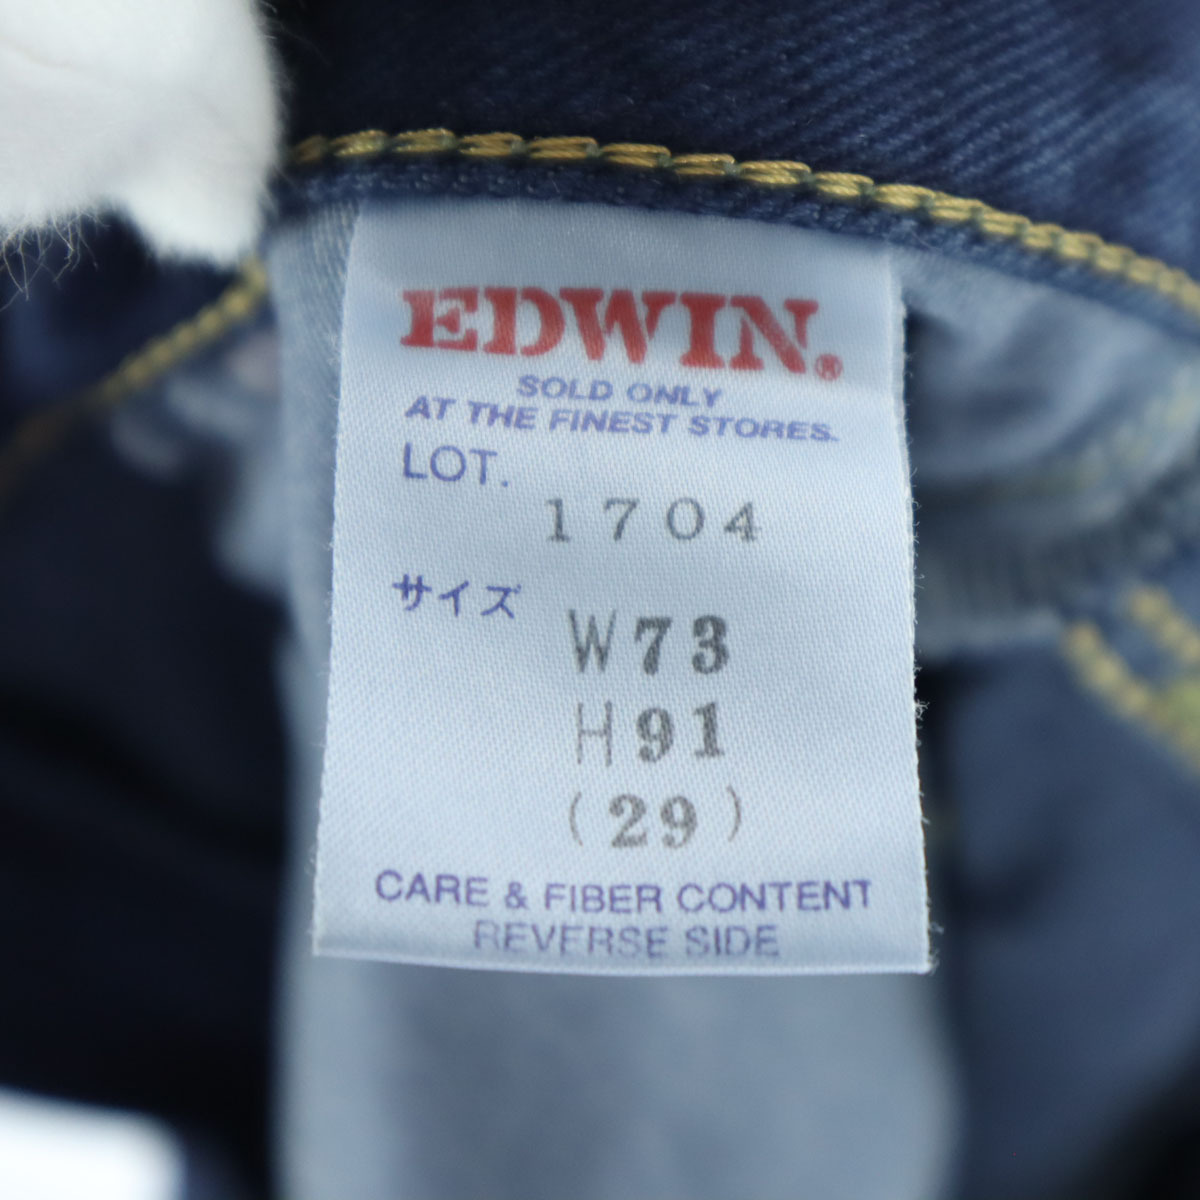 EDWIN®
SOLD ONLY
AT THE FINEST STORES.
LOT.
1704
サイズ
W73
H91
(29)
CARE & FIBER CONTENT
REVERSE SIDE